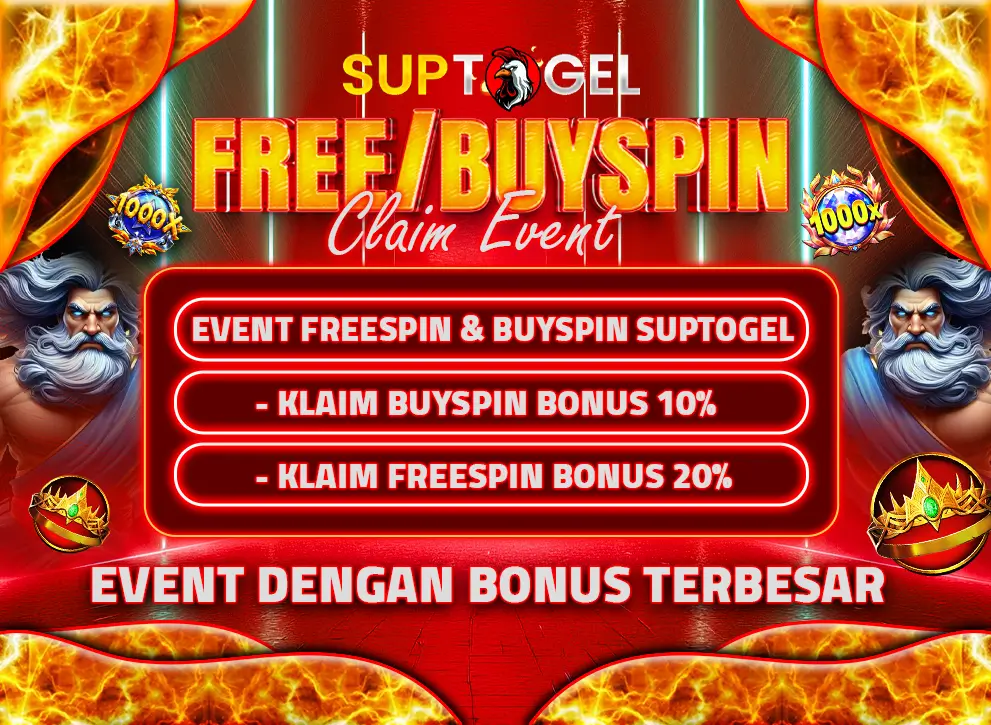 SUPTOGEL
FREE/BUYSPIN
Claim Event
1000X
1000x
EVENT FREESPIN & BUYSPIN SUPTOGEL
- KLAIM BUYSPIN BONUS 10%
- KLAIM FREESPIN BONUS 20%
EVENT DENGAN BONUS TERBESAR